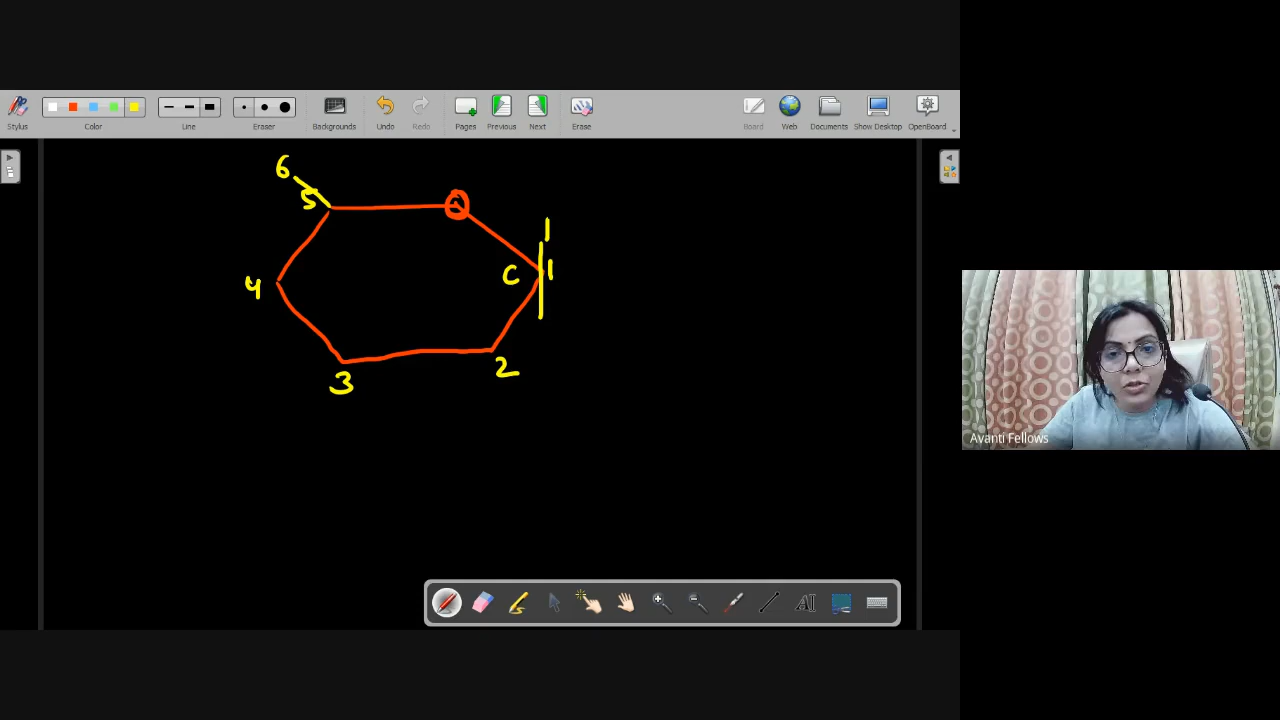 Stylus
Color
Line
Eraser
Backgrounds
Undo
Redo
Pages
Previous
Next
Erase
Board
Web
Documents
Show Desktop
OpenBoard
6
5
O
1
C 1
4
3
2
Avanti Fellows
AI